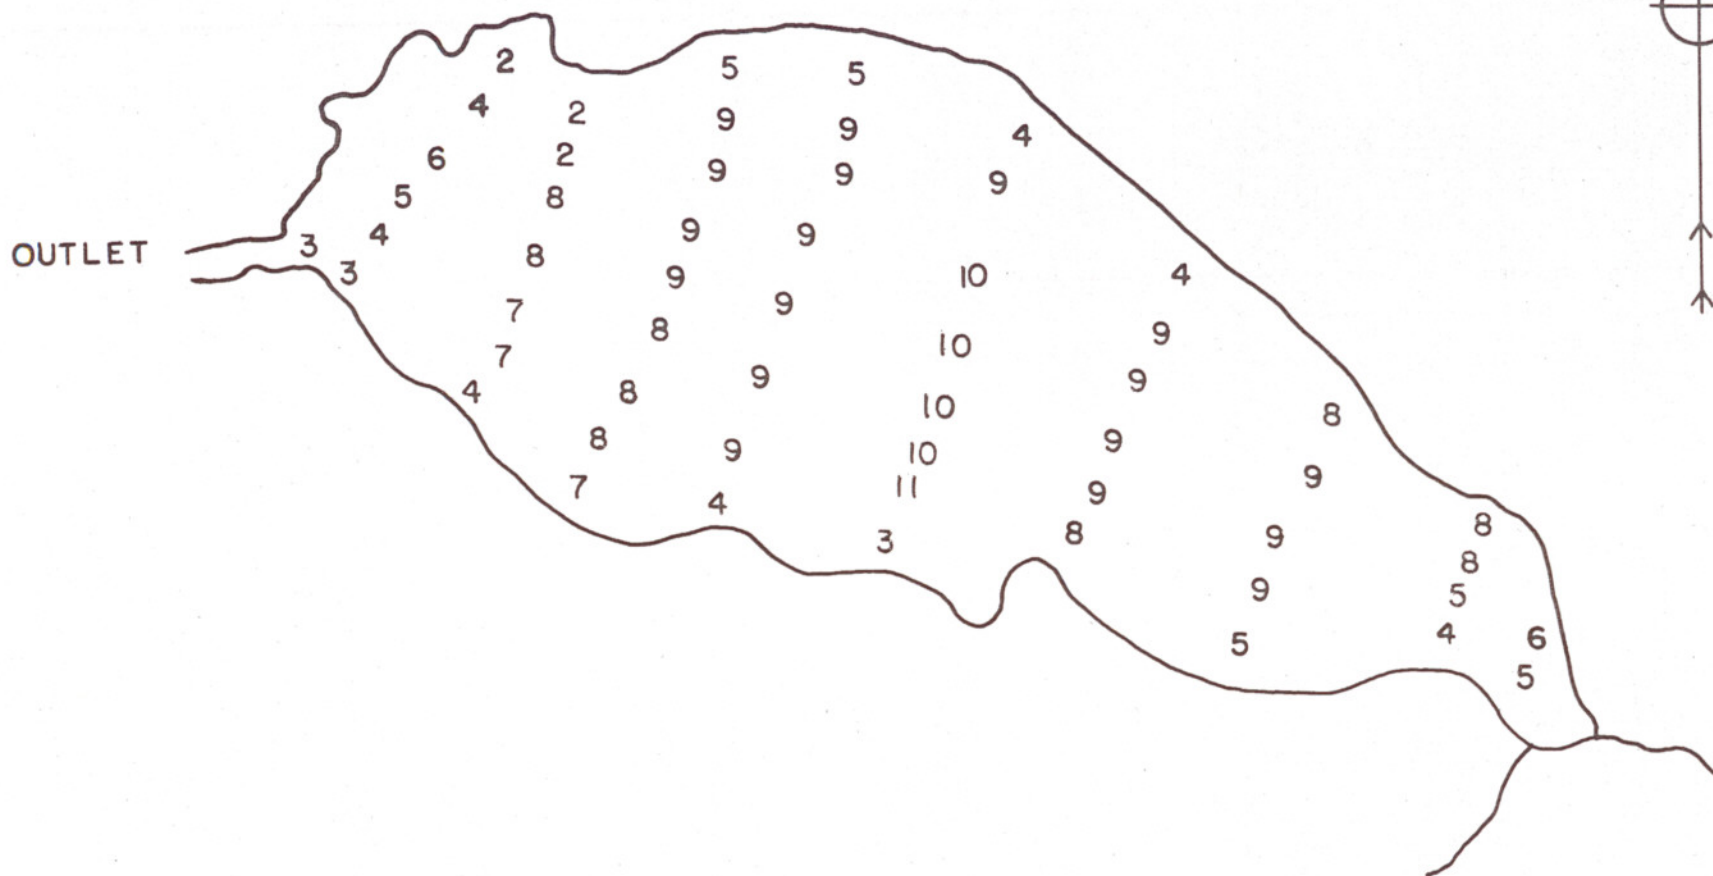 2 5 5
4 2 9 9 4
6 2 9 9 9
5 8
OUTLET 3 4 9 9
3 8 9 10 4
7 8 9 9
7 10 9
4 8 9 10 8
8 9 10 9
7 4 11 9 9
3 8 9 8
9 8
5
5 4 6
5